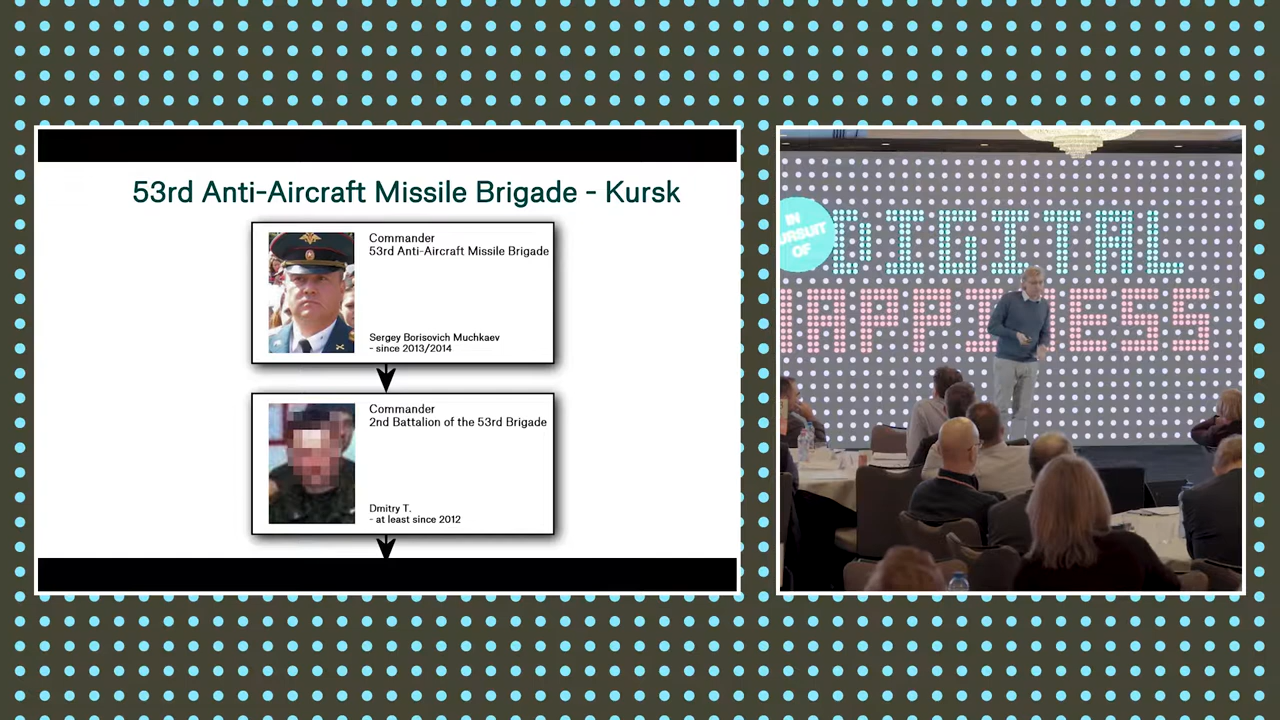 53rd Anti-Aircraft Missile Brigade - Kursk
Commander
53rd Anti-Aircraft Missile Brigade
Sergey Borisovich Muchkaev
- since 2013/2014
Commander
2nd Battalion of the 53rd Brigade
Dmitry T.
- at least since 2012
IN
PURSUIT
OF
DIGITAL
HAPPINESS